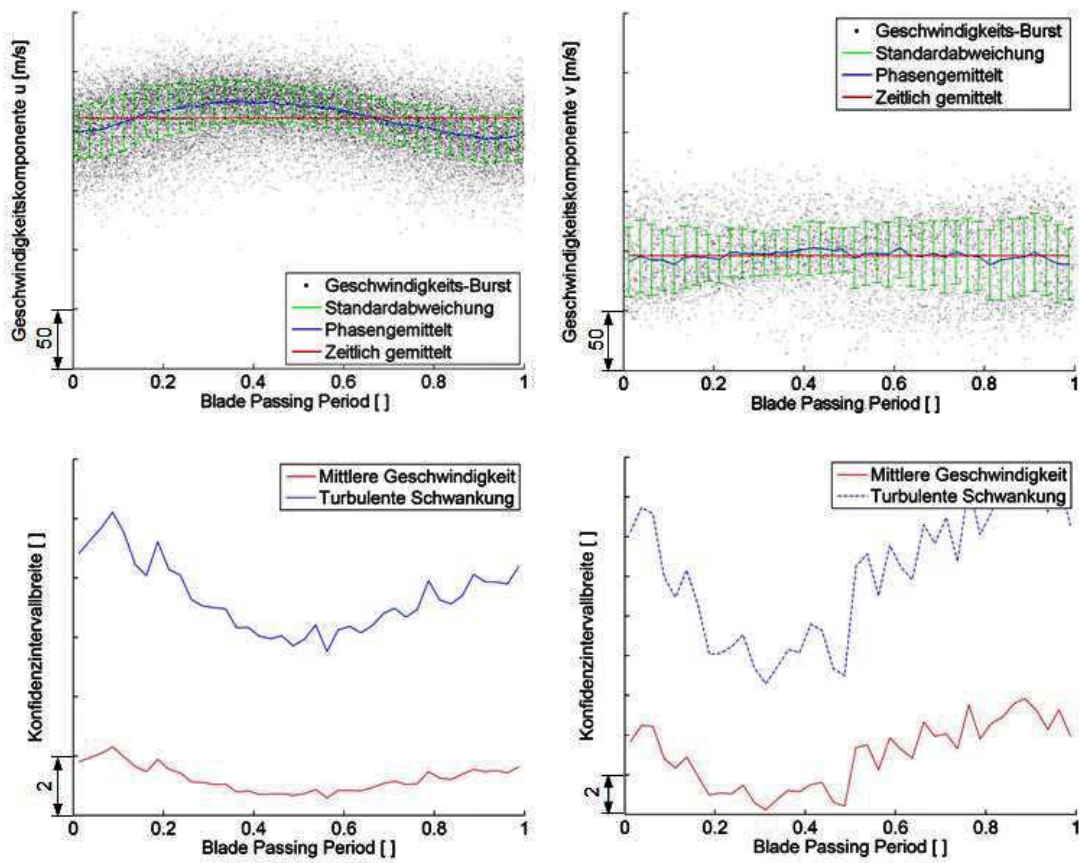 Geschwindigkeitskomponente u [m/s]
50
Geschwindigkeits-Burst
Standardabweichung
Phasengemittelt
Zeitlich gemittelt
0 0.2 0.4 0.6 0.8 1
Blade Passing Period [ ]
Geschwindigkeitskomponente v [m/s]
50
Geschwindigkeits-Burst
Standardabweichung
Phasengemittelt
Zeitlich gemittelt
0 0.2 0.4 0.6 0.8 1
Blade Passing Period [ ]
Konfidenzintervallbreite [ ]
2
Mittlere Geschwindigkeit
Turbulente Schwankung
0 0.2 0.4 0.6 0.8 1
Blade Passing Period [ ]
Konfidenzintervallbreite [ ]
2
Mittlere Geschwindigkeit
Turbulente Schwankung
0 0.2 0.4 0.6 0.8 1
Blade Passing Period [ ]